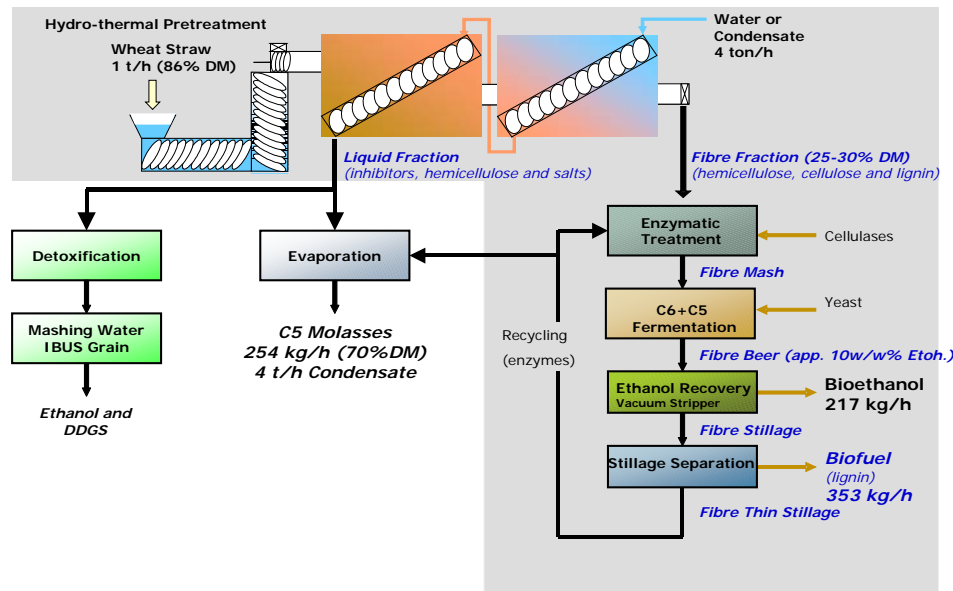 Hydro-thermal Pretreatment
Wheat Straw
1 t/h (86% DM)
Water or
Condensate
4 ton/h
Liquid Fraction
(inhibitors, hemicellulose and salts)
Fibre Fraction (25-30% DM)
(hemicellulose, cellulose and lignin)
Detoxification
Evaporation
Enzymatic
Treatment
Cellulases
Fibre Mash
Mashing Water
IBUS Grain
C5 Molasses
254 kg/h (70%DM)
4 t/h Condensate
Recycling
(enzymes)
C6+C5
Fermentation
Yeast
Fibre Beer (app. 10w/w% Etoh.)
Ethanol and
DDGS
Ethanol Recovery
Vacuum Stripper
Bioethanol
217 kg/h
Fibre Stillage
Stillage Separation
Biofuel
(lignin)
353 kg/h
Fibre Thin Stillage